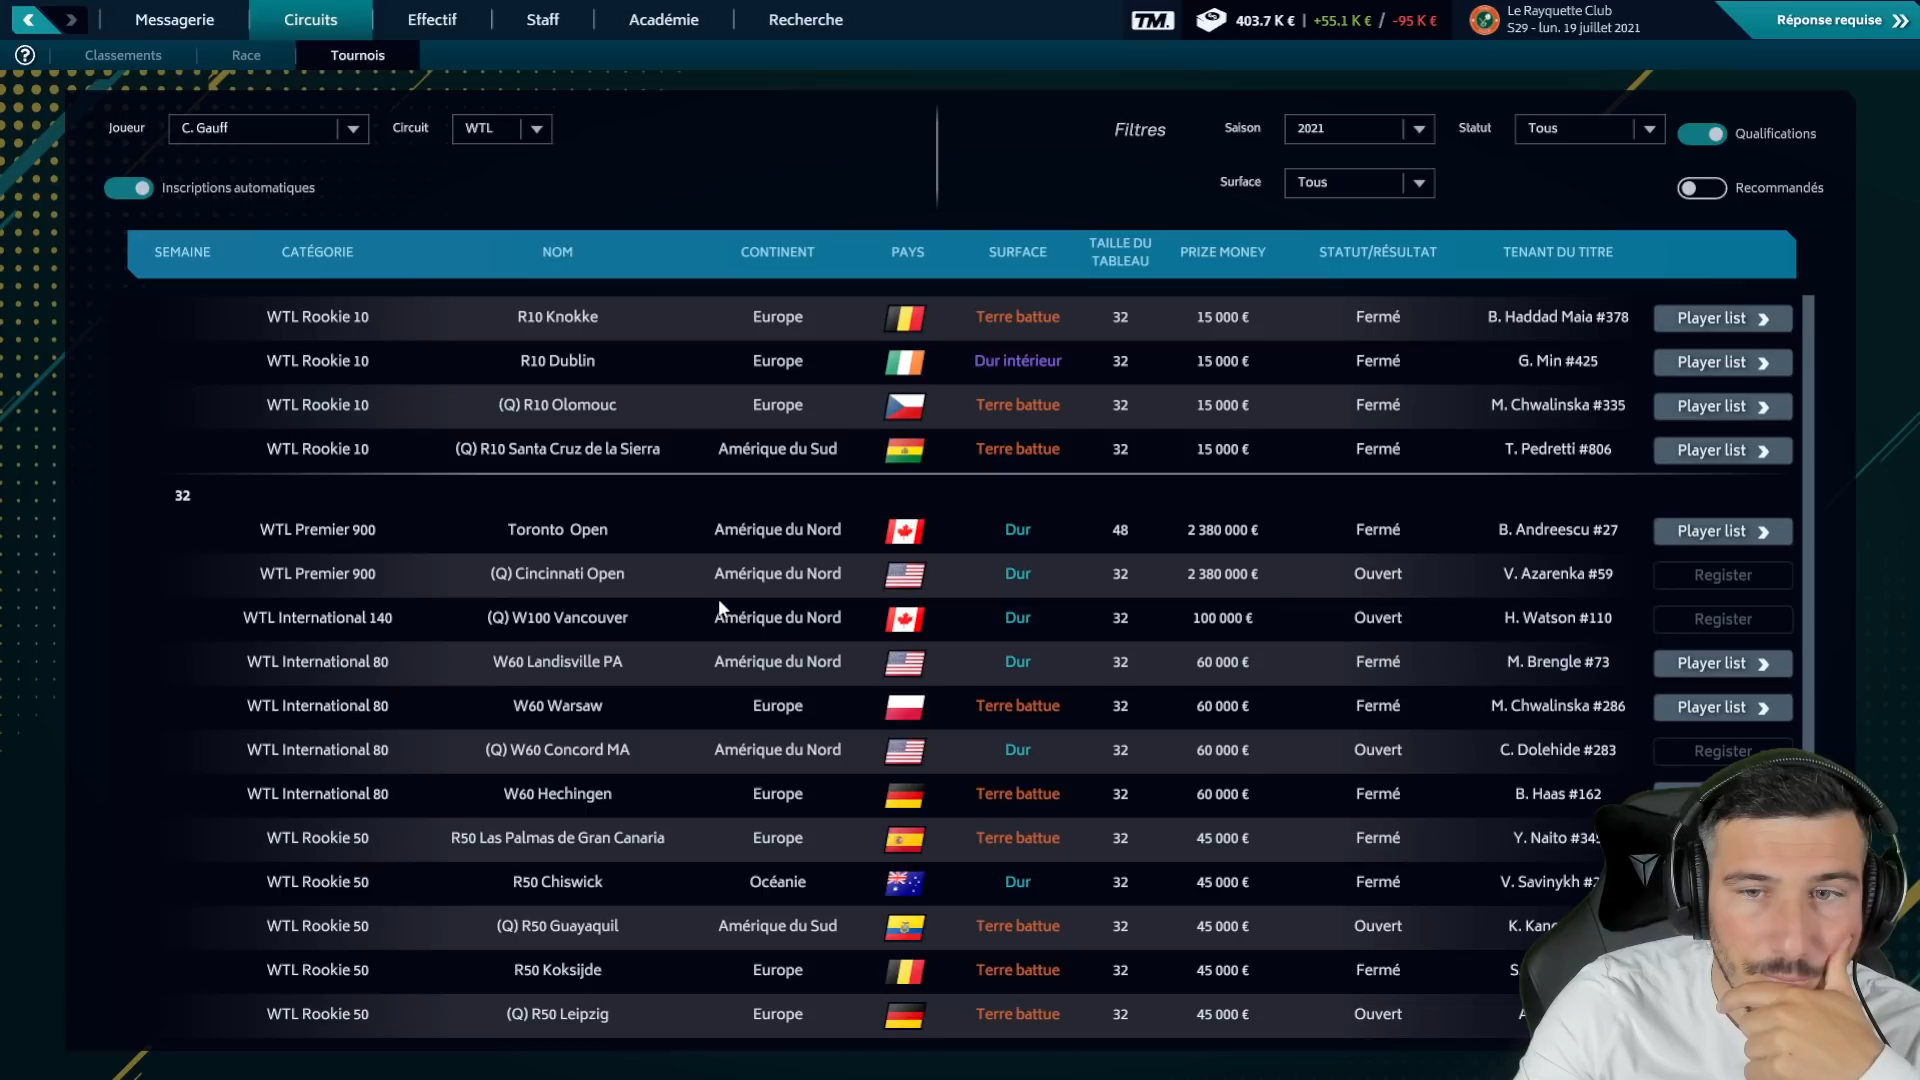 Messagerie
Circuits
Effectif
Staff
Académie
Recherche
TM.
403.7 K € | +55.1 K € / -95 K €
Le Rayquette Club
S29 - lun. 19 juillet 2021
Réponse requise
Classements
Race
Tournois
Joueur
C. Gauff
Circuit
WTL
Filtres
Saison
2021
Statut
Tous
Qualifications
Inscriptions automatiques
Surface
Tous
Recommandés
SEMAINE CATÉGORIE NOM CONTINENT PAYS SURFACE TAILLE DU TABLEAU PRIZE MONEY STATUT/RÉSULTAT TENANT DU TITRE
WTL Rookie 10 R10 Knokke Europe Terre battue 32 15 000 € Fermé B. Haddad Maia #378 Player list
WTL Rookie 10 R10 Dublin Europe Dur intérieur 32 15 000 € Fermé G. Min #425 Player list
WTL Rookie 10 (Q) R10 Olomouc Europe Terre battue 32 15 000 € Fermé M. Chwalinska #335 Player list
WTL Rookie 10 (Q) R10 Santa Cruz de la Sierra Amérique du Sud Terre battue 32 15 000 € Fermé T. Pedretti #806 Player list
32
WTL Premier 900 Toronto Open Amérique du Nord Dur 48 2 380 000 € Fermé B. Andreescu #27 Player list
WTL Premier 900 (Q) Cincinnati Open Amérique du Nord Dur 32 2 380 000 € Ouvert V. Azarenka #59 Register
WTL International 140 (Q) W100 Vancouver Amérique du Nord Dur 32 100 000 € Ouvert H. Watson #110 Register
WTL International 80 W60 Landisville PA Amérique du Nord Dur 32 60 000 € Fermé M. Brengle #73 Player list
WTL International 80 W60 Warsaw Europe Terre battue 32 60 000 € Fermé M. Chwalinska #286 Player list
WTL International 80 (Q) W60 Concord MA Amérique du Nord Dur 32 60 000 € Ouvert C. Dolehide #283 Register
WTL International 80 W60 Hechingen Europe Terre battue 32 60 000 € Fermé B. Haas #162
WTL Rookie 50 R50 Las Palmas de Gran Canaria Europe Terre battue 32 45 000 € Fermé Y. Naito
WTL Rookie 50 R50 Chiswick Océanie Dur 32 45 000 € Fermé V. Savinykh
WTL Rookie 50 (Q) R50 Guayaquil Amérique du Sud Terre battue 32 45 000 € Ouvert K.
WTL Rookie 50 R50 Koksijde Europe Terre battue 32 45 000 € Fermé
WTL Rookie 50 (Q) R50 Leipzig Europe Terre battue 32 45 000 € Ouvert